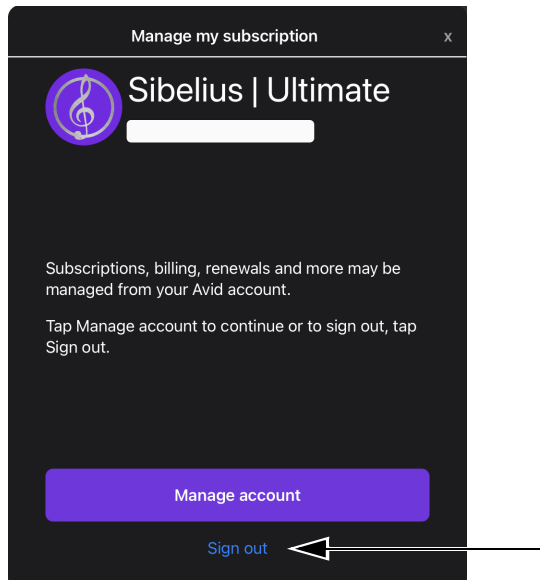 Manage my subscription x
Sibelius | Ultimate
Subscriptions, billing, renewals and more may be
managed from your Avid account.
Tap Manage account to continue or to sign out, tap
Sign out.
Manage account
Sign out